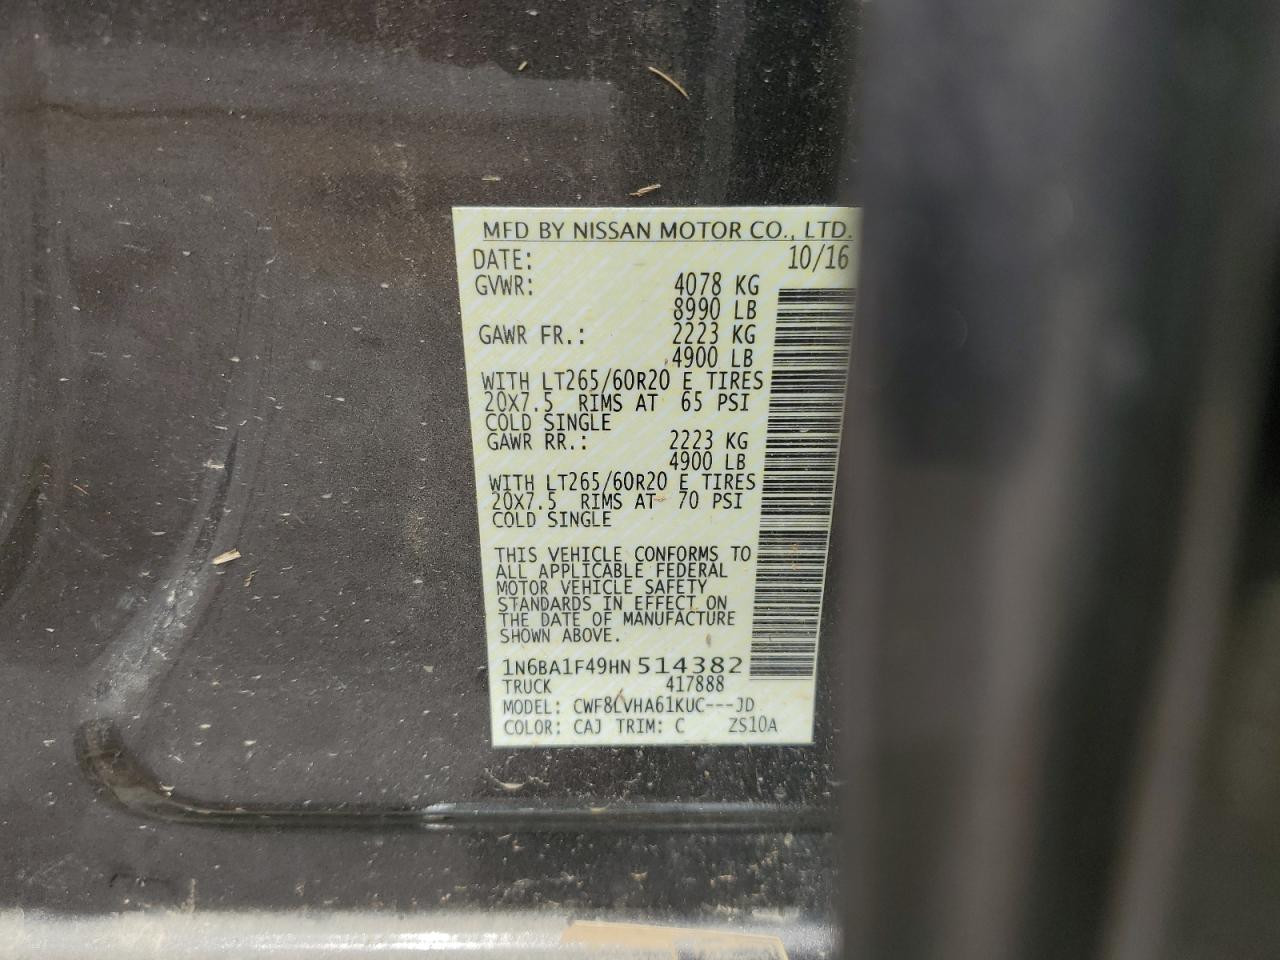 MFD BY NISSAN MOTOR CO., LTD.
DATE: 10/16
GVWR: 4078 KG
8990 LB
GAWR FR.: 2223 KG
4900 LB
WITH LT265/60R20 E TIRES
20X7.5 RIMS AT 65 PSI
COLD SINGLE
GAWR RR.: 2223 KG
4900 LB
WITH LT265/60R20 E TIRES
20X7.5 RIMS AT 70 PSI
COLD SINGLE
THIS VEHICLE CONFORMS TO
ALL APPLICABLE FEDERAL
MOTOR VEHICLE SAFETY
STANDARDS IN EFFECT ON
THE DATE OF MANUFACTURE
SHOWN ABOVE.
1N6BA1F49HN514382
TRUCK 417888
MODEL: CWF8LVHA61KUC---JD
COLOR: CAJ TRIM: C ZS10A